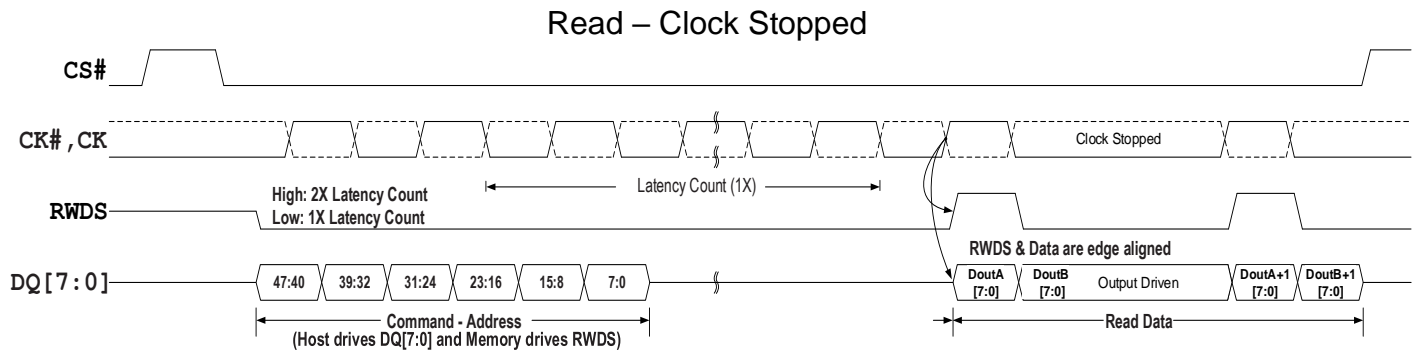 Read – Clock Stopped
CS#
CK#,CK
Clock Stopped
Latency Count (1X)
High: 2X Latency Count
Low: 1X Latency Count
RWDS
RWDS & Data are edge aligned
DQ[7:0]
47:40 39:32 31:24 23:16 15:8 7:0
DoutA
[7:0]
DoutB
[7:0]
Output Driven
DoutA+1
[7:0]
DoutB+1
[7:0]
Command - Address
(Host drives DQ[7:0] and Memory drives RWDS)
Read Data